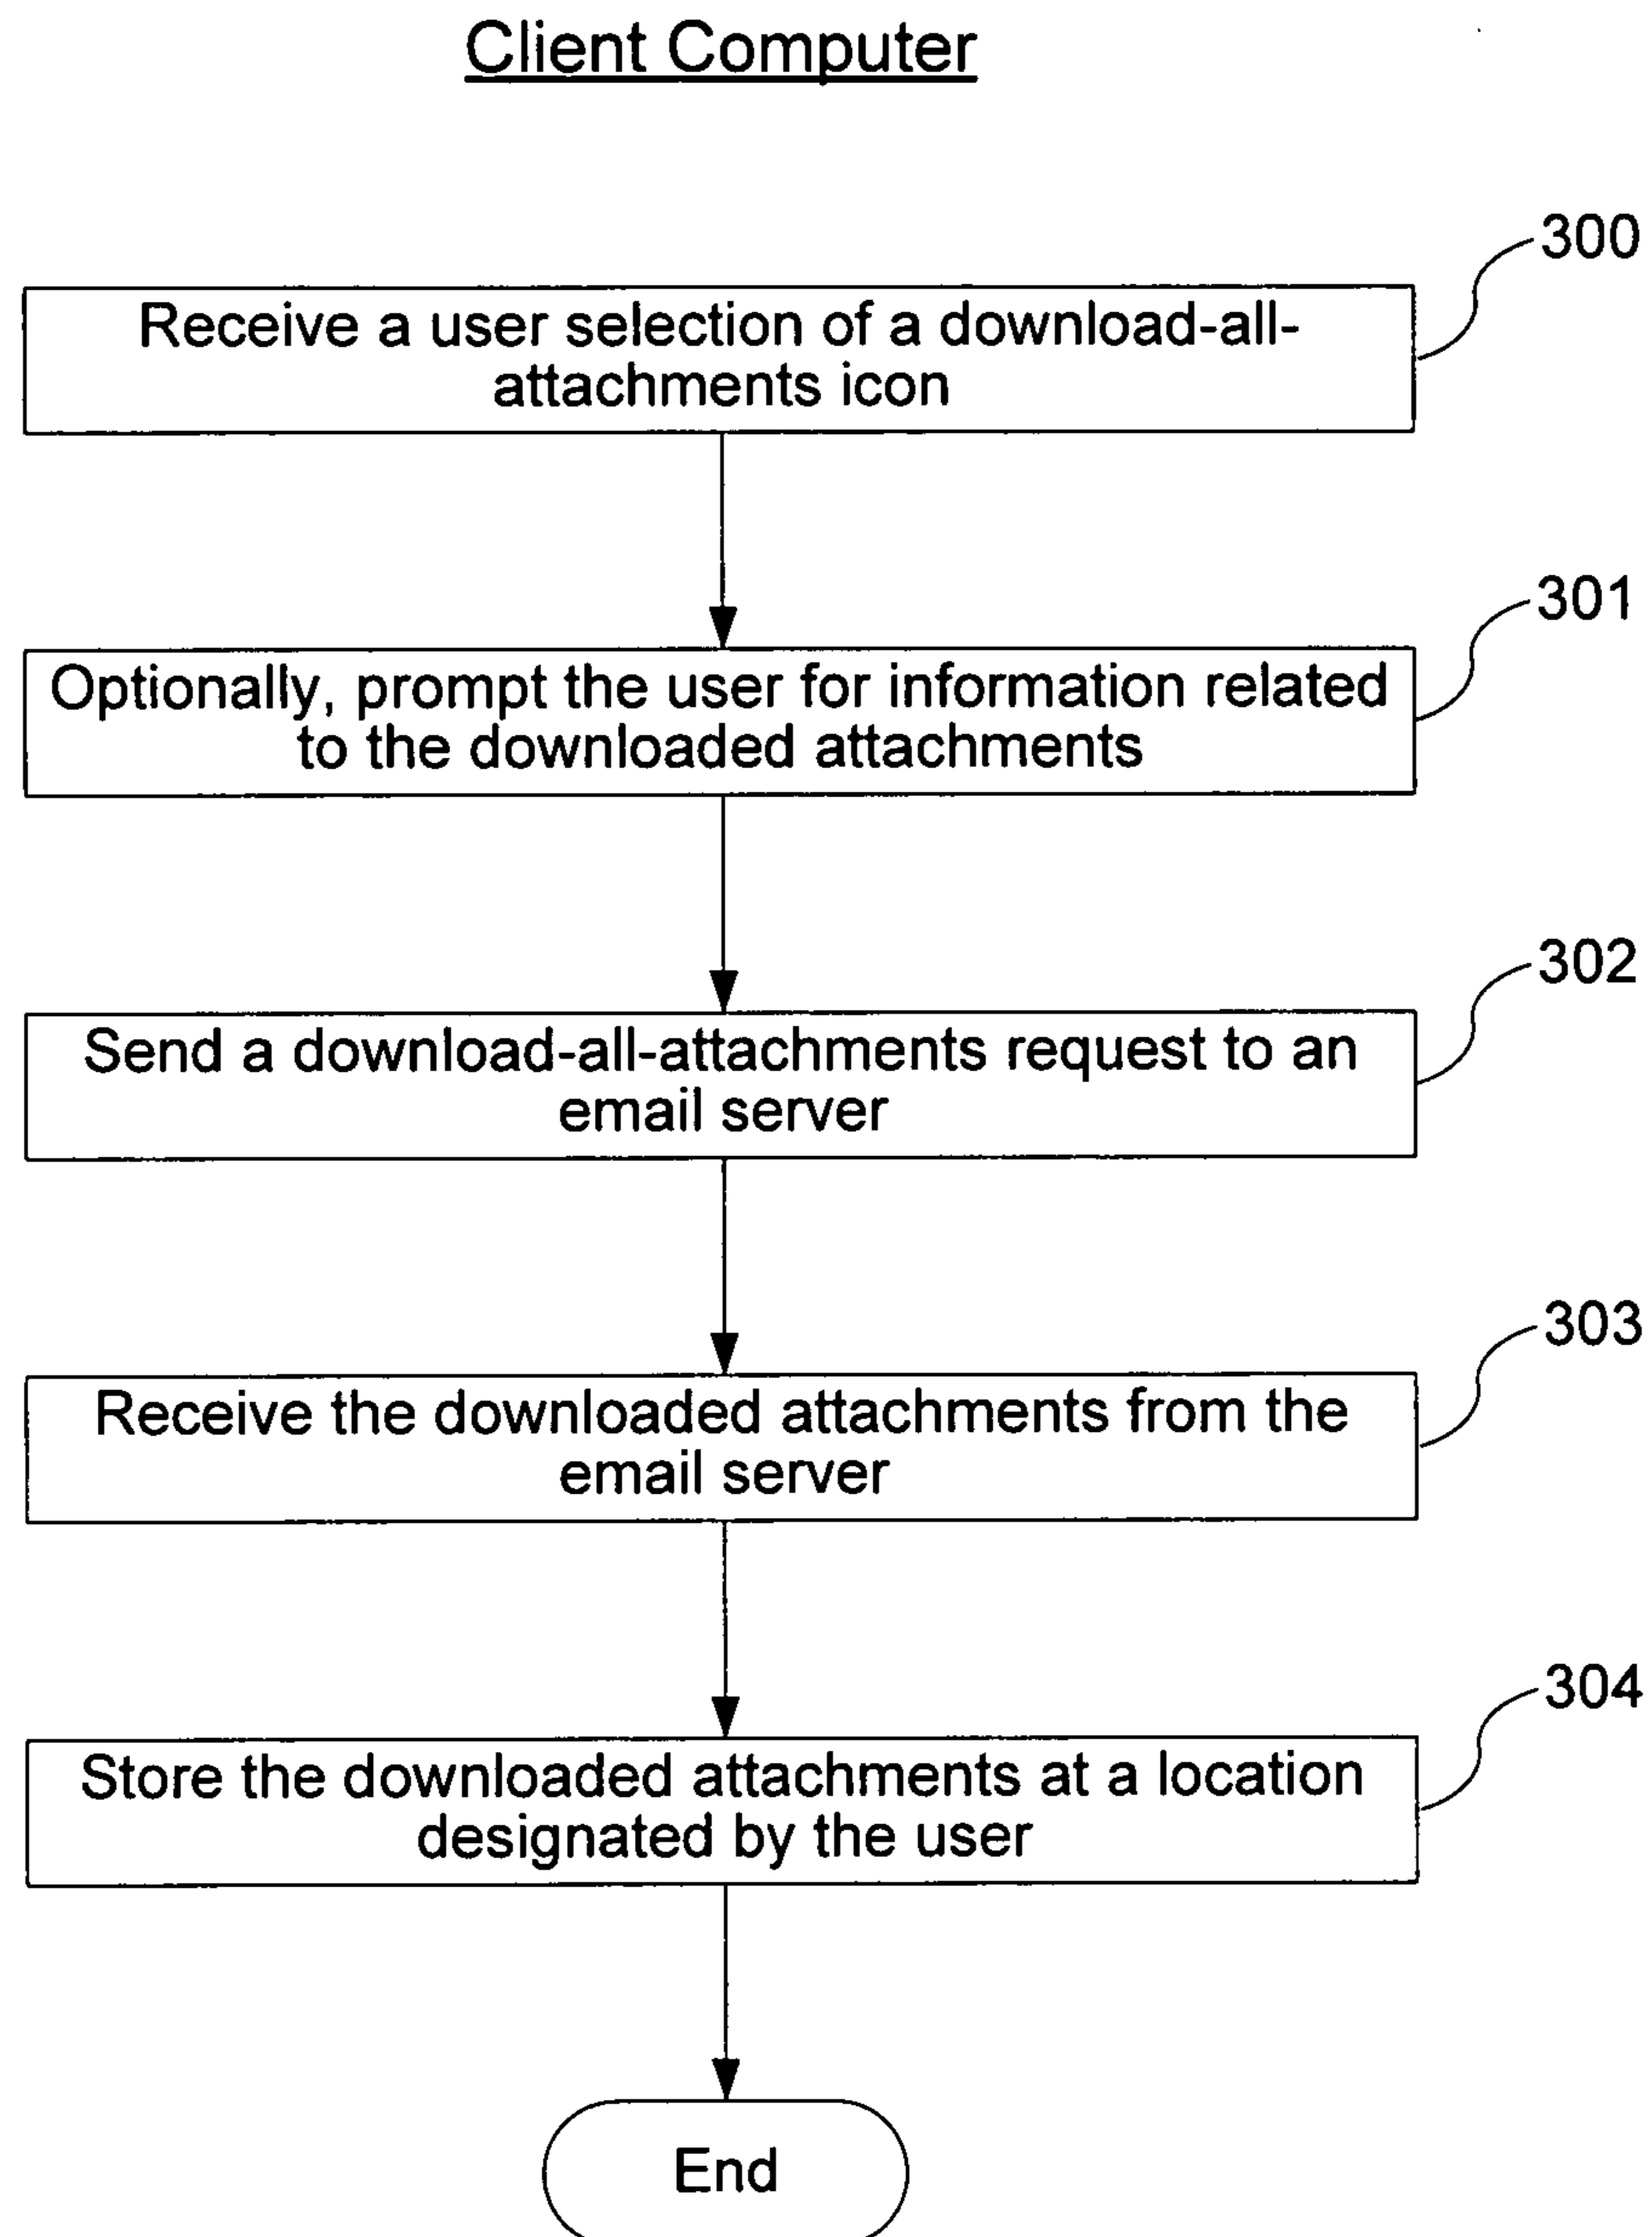 Client Computer
300
Receive a user selection of a download-all-
attachments icon
301
Optionally, prompt the user for information related
to the downloaded attachments
302
Send a download-all-attachments request to an
email server
303
Receive the downloaded attachments from the
email server
304
Store the downloaded attachments at a location
designated by the user
End